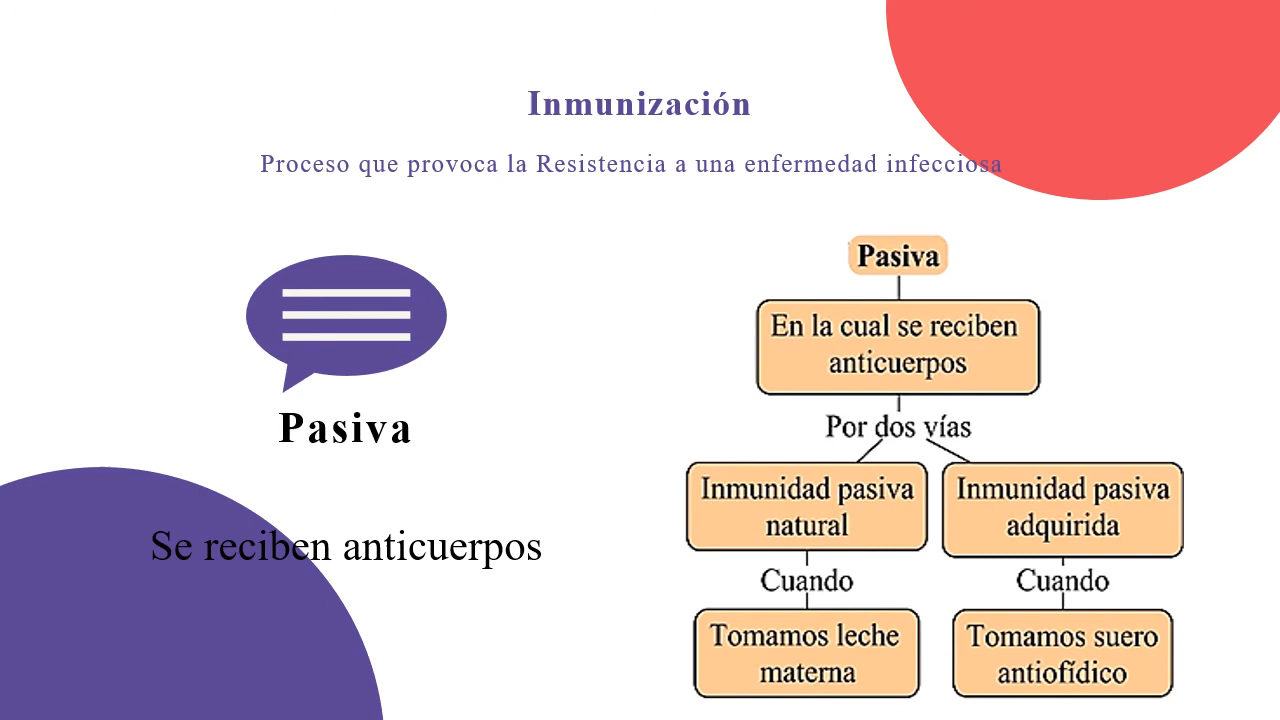 Inmunización
Proceso que provoca la Resistencia a una enfermedad infecciosa
Pasiva
Se reciben anticuerpos
Pasiva
En la cual se reciben
anticuerpos
Por dos vías
Inmunidad pasiva
natural
Cuando
Tomamos leche
materna
Inmunidad pasiva
adquirida
Cuando
Tomamos suero
antiofídico